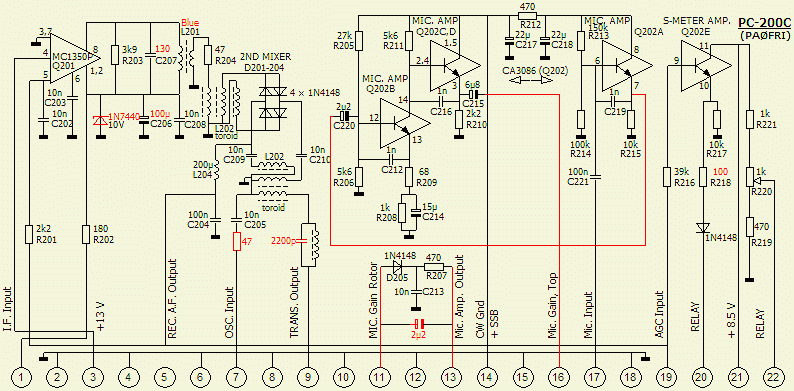 Blue
L201
130
C207
47
R204
2ND MIXER
D201-204
4 × 1N4148
3,7
4
5
MC1350P
Q201
8
1,2
6
3k9
R203
10n
C203
10n
C202
1N7440
10V
100µ
C206
10n
C208
L202
toroid
200µ
L204
10n
C209
L202
10n
C210
toroid
100n
C204
10n
C205
47
2200p
2k2
R201
180
R202
I.F. Input
+13 V
REC. A.F. Output
OSC. Input
TRANS. Output
27k
R205
5k6
R211
MIC. AMP
Q202C,D
1.5
2.4
3
MIC. AMP
Q202B
14
12
13
2u2
C220
1n
C216
6µ8
C215
2k2
R210
1n
C212
5k6
R206
68
R209
1k
R208
15µ
C214
470
R212
22µ
C217
22µ
C218
CA3086 (Q202)
150k
R213
MIC. AMP
Q202A
8
6
7
1n
C219
100k
R214
10k
R215
100n
C221
S-METER AMP.
Q202E
PC-200C
(PAØFRI)
11
9
10
10k
R217
39k
R216
100
R218
1N4148
1k
R221
1k
R220
470
R219
1N4148
D205
470
R207
10n
C213
2µ2
MIC. Gain Rotor
Mic. Amp. Output
CW Gnd
+ SSB
Mic. Gain, Top
Mic. Input
AGC Input
RELAY
+ 8.5 V
RELAY
1 2 3 4 5 6 7 8 9 10 11 12 13 14 15 16 17 18 19 20 21 22